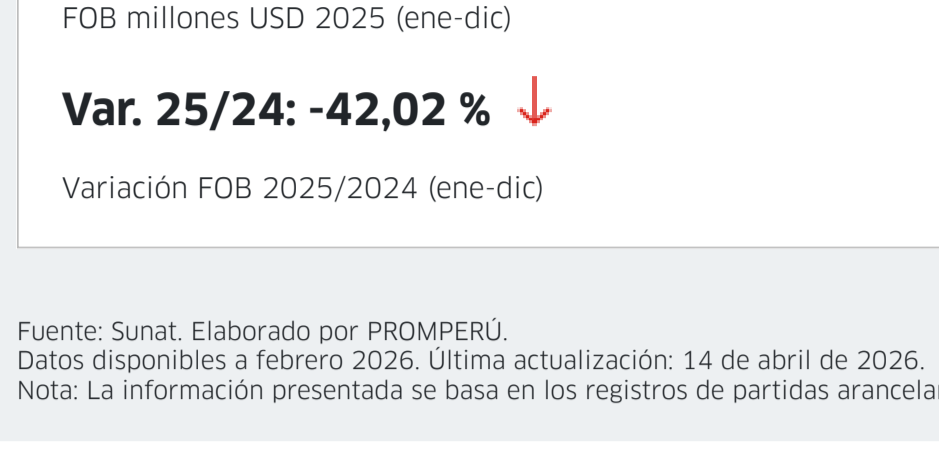 FOB millones USD 2025 (ene-dic)
Var. 25/24: -42,02 %
Variación FOB 2025/2024 (ene-dic)
Fuente: Sunat. Elaborado por PROMPERÚ.
Datos disponibles a febrero 2026. Última actualización: 14 de abril de 2026.
Nota: La información presentada se basa en los registros de partidas